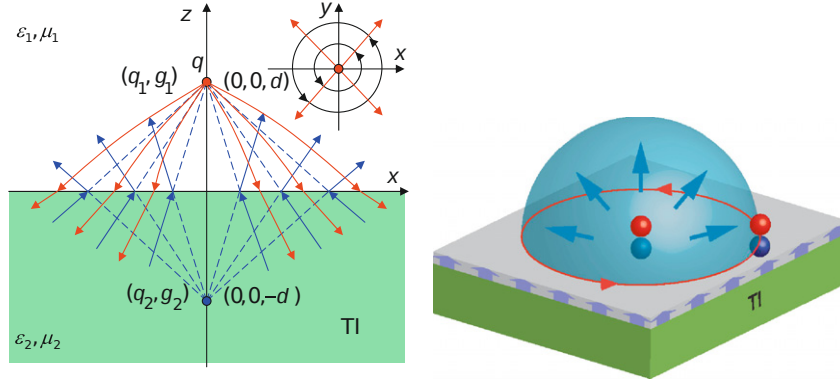 z
y
ε₁,μ₁
q
x
(q₁,g₁)
(0,0,d)
x
(q₂,g₂)
(0,0,–d)
TI
ε₂,μ₂
TI